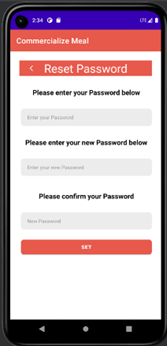 2:34
LTE
Commercialize Meal
< Reset Password
Please enter your Password below
Enter your Password
Please enter your new Password below
Enter your new Password
Please confirm your Password
New Password
SET